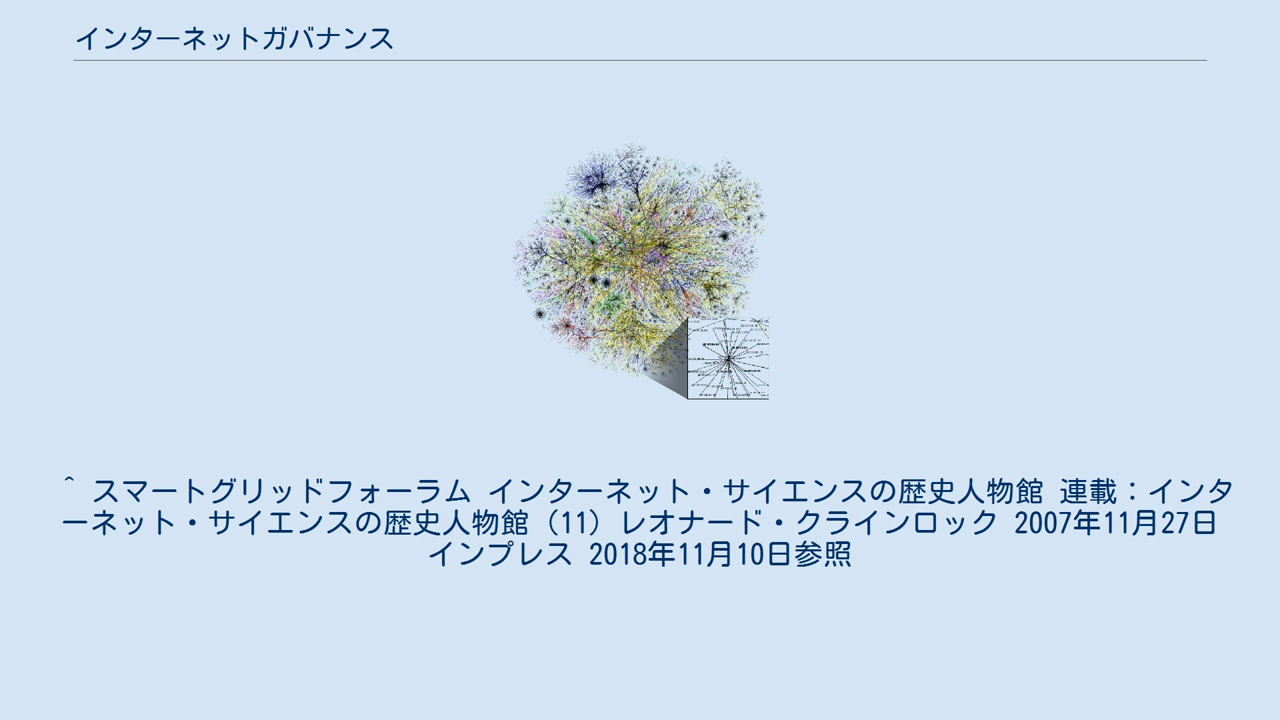 インターネットガバナンス
^ スマートグリッドフォーラム インターネット・サイエンスの歴史人物館 連載：インタ
ーネット・サイエンスの歴史人物館（11）レオナード・クラインロック 2007年11月27日
インプレス 2018年11月10日参照